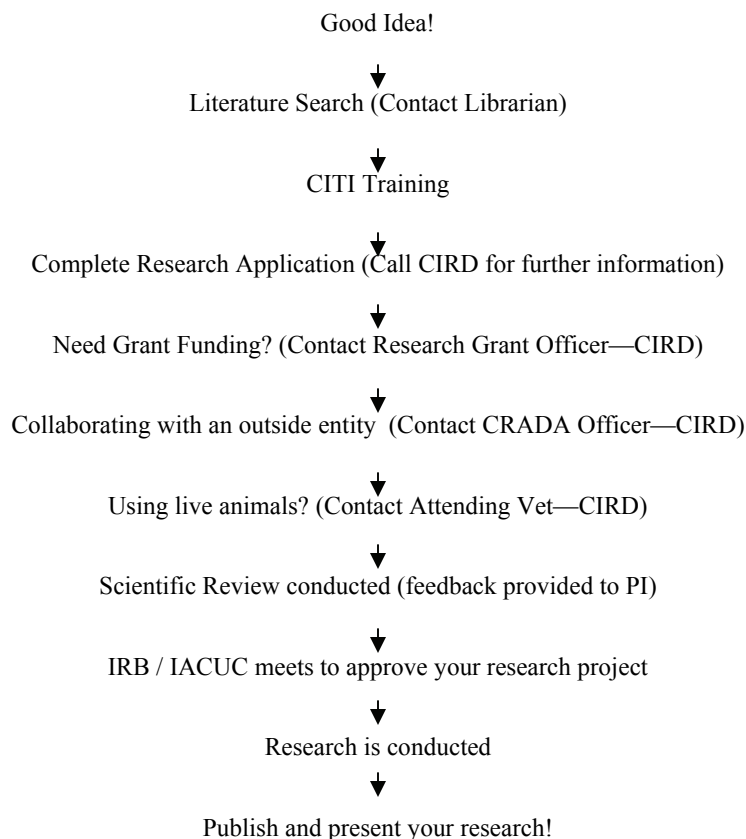 Good Idea!
Literature Search (Contact Librarian)
CITI Training
Complete Research Application (Call CIRD for further information)
Need Grant Funding? (Contact Research Grant Officer—CIRD)
Collaborating with an outside entity (Contact CRADA Officer—CIRD)
Using live animals? (Contact Attending Vet—CIRD)
Scientific Review conducted (feedback provided to PI)
IRB / IACUC meets to approve your research project
Research is conducted
Publish and present your research!